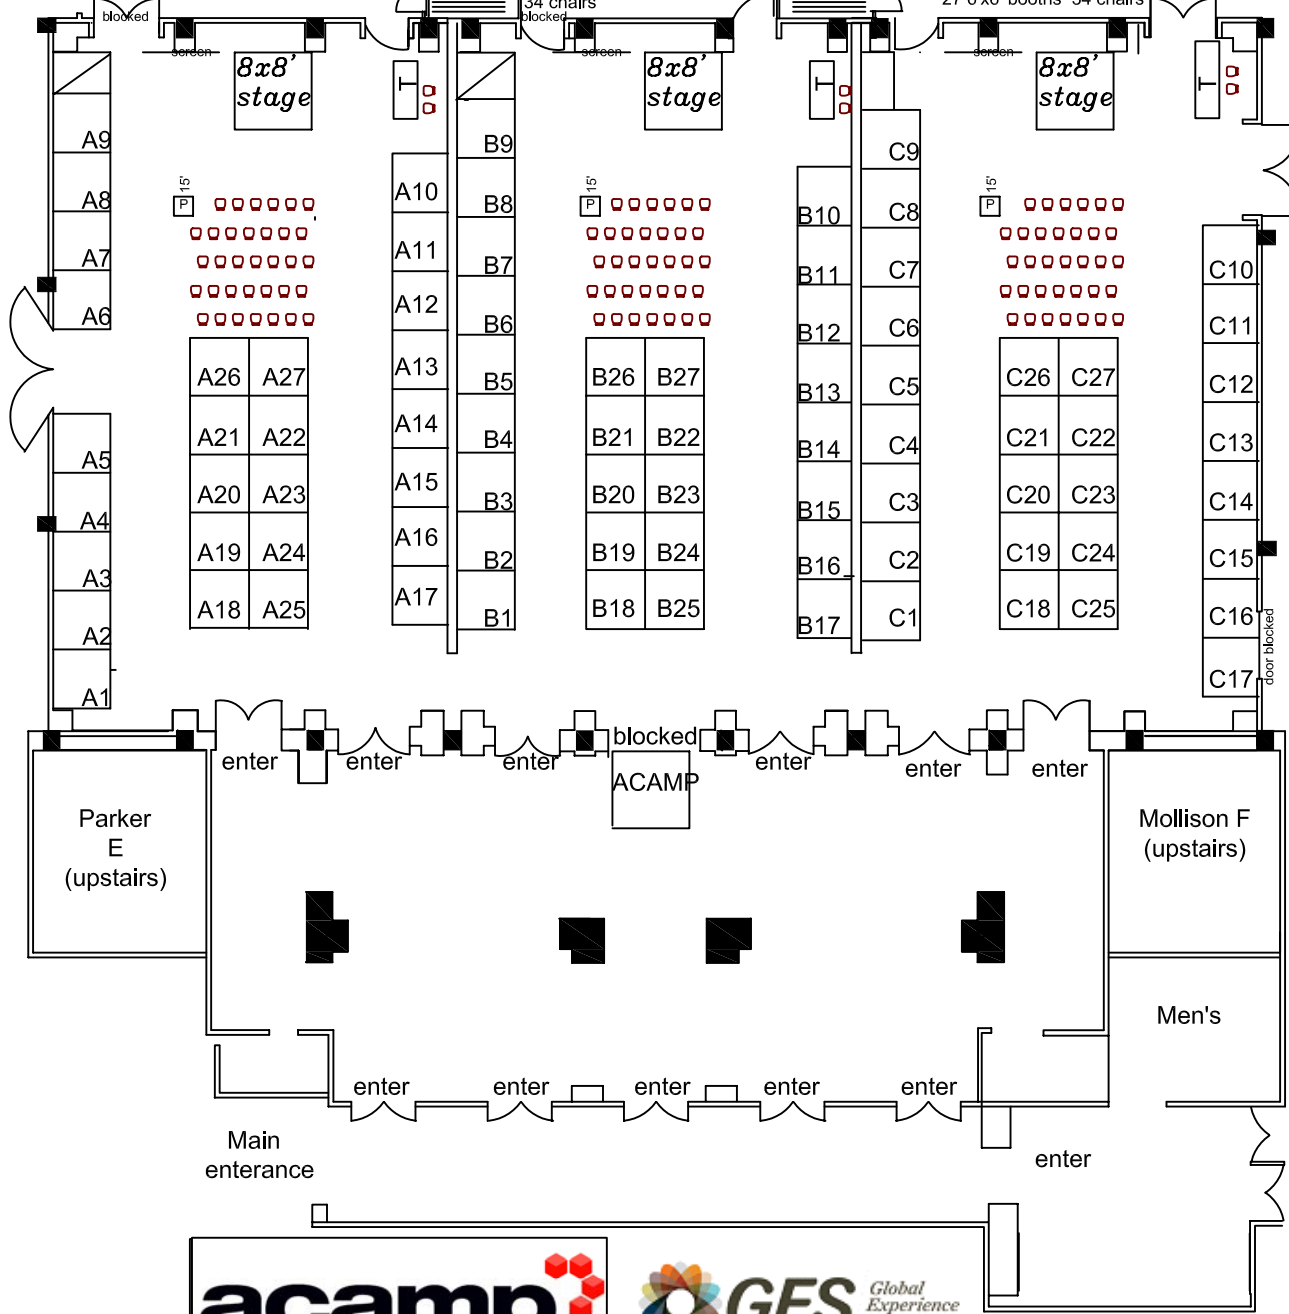 34 chairs
27 8'x8' booths 34 chairs
blocked
blocked
screen
screen
screen
8x8'
stage
8x8'
stage
8x8'
stage
T
T
T
A9
A8
A7
A6
A5
A4
A3
A2
A1
P
15'
A26 A27
A21 A22
A20 A23
A19 A24
A18 A25
A10
A11
A12
A13
A14
A15
A16
A17
B9
B8
B7
B6
B5
B4
B3
B2
B1
P
15'
B26 B27
B21 B22
B20 B23
B19 B24
B18 B25
B10
B11
B12
B13
B14
B15
B16
B17
C9
C8
C7
C6
C5
C4
C3
C2
C1
P
15'
C26 C27
C21 C22
C20 C23
C19 C24
C18 C25
C10
C11
C12
C13
C14
C15
C16
C17
door blocked
enter
enter
enter
blocked
enter
enter
enter
ACAMP
Parker
E
(upstairs)
Mollison F
(upstairs)
Men's
enter
enter
enter
enter
enter
Main
enterance
enter
acamp
GES
Global
Experience